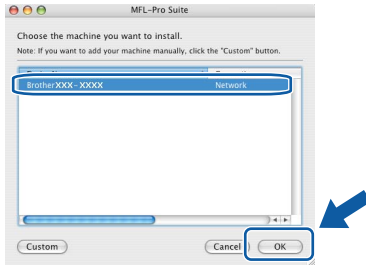 MFL-Pro Suite
Choose the machine you want to install.
Note: If you want to add your machine manually, click the "Custom" button.
BrotherXXX-XXXX Network
Custom Cancel OK